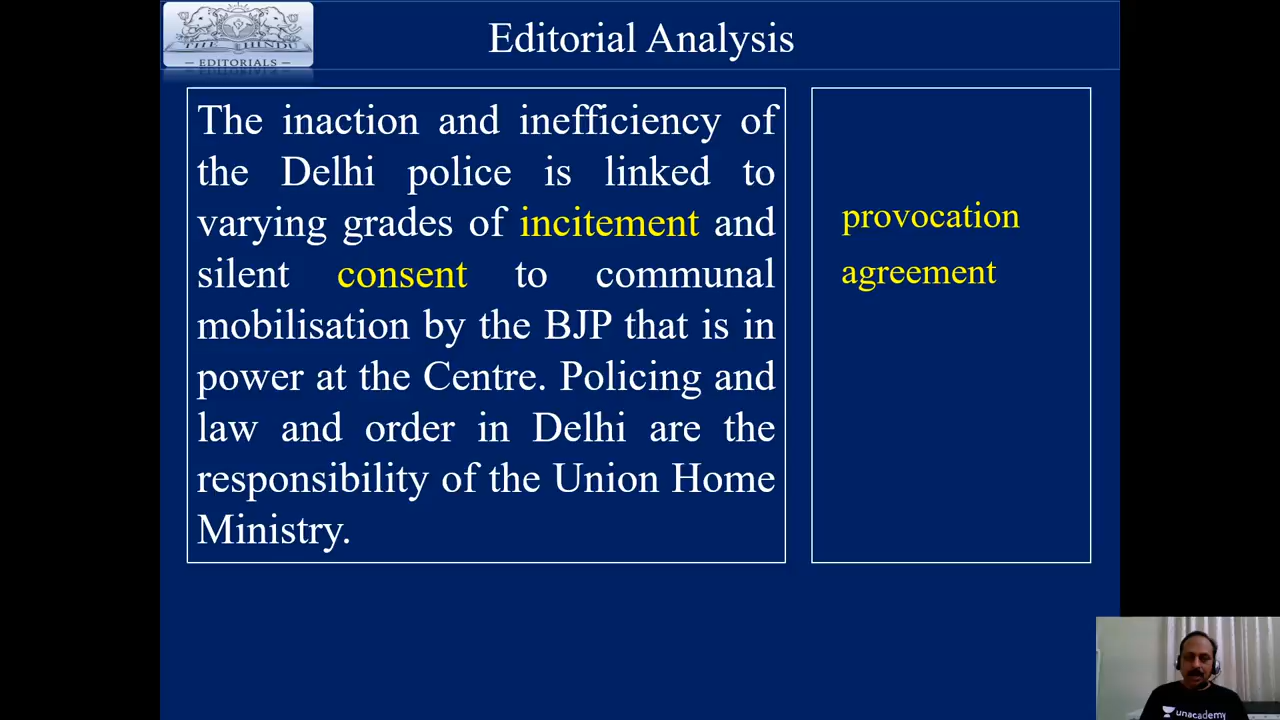 THE HINDU
— EDITORIALS —
Editorial Analysis
The inaction and inefficiency of
the Delhi police is linked to
varying grades of incitement and
silent consent to communal
mobilisation by the BJP that is in
power at the Centre. Policing and
law and order in Delhi are the
responsibility of the Union Home
Ministry.
provocation
agreement
unacademy